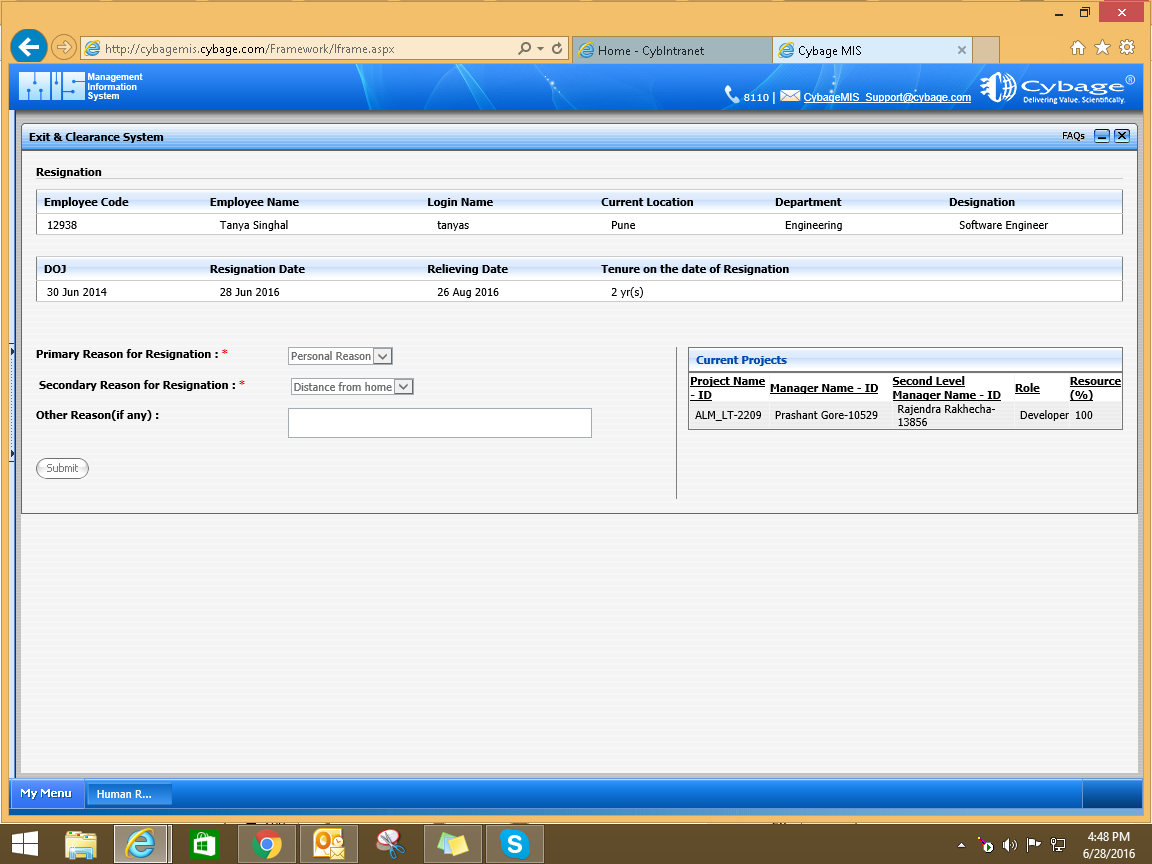 http://cybagemis.cybage.com/Framework/Iframe.aspx
Home - CybIntranet
Cybage MIS
MIS Management
Information
System
8110 | CybageMIS_Support@cybage.com
Cybage®
Delivering Value. Scientifically.
Exit & Clearance System
FAQs
Resignation
Employee Code Employee Name Login Name Current Location Department Designation
12938 Tanya Singhal tanyas Pune Engineering Software Engineer
DOJ Resignation Date Relieving Date Tenure on the date of Resignation
30 Jun 2014 28 Jun 2016 26 Aug 2016 2 yr(s)
Primary Reason for Resignation : * Personal Reason
Secondary Reason for Resignation : * Distance from home
Other Reason(if any) :
Submit
Current Projects
Project Name - ID Manager Name - ID Second Level Manager Name - ID Role Resource (%)
ALM_LT-2209 Prashant Gore-10529 Rajendra Rakhecha-13856 Developer 100
My Menu Human R...
4:48 PM
6/28/2016